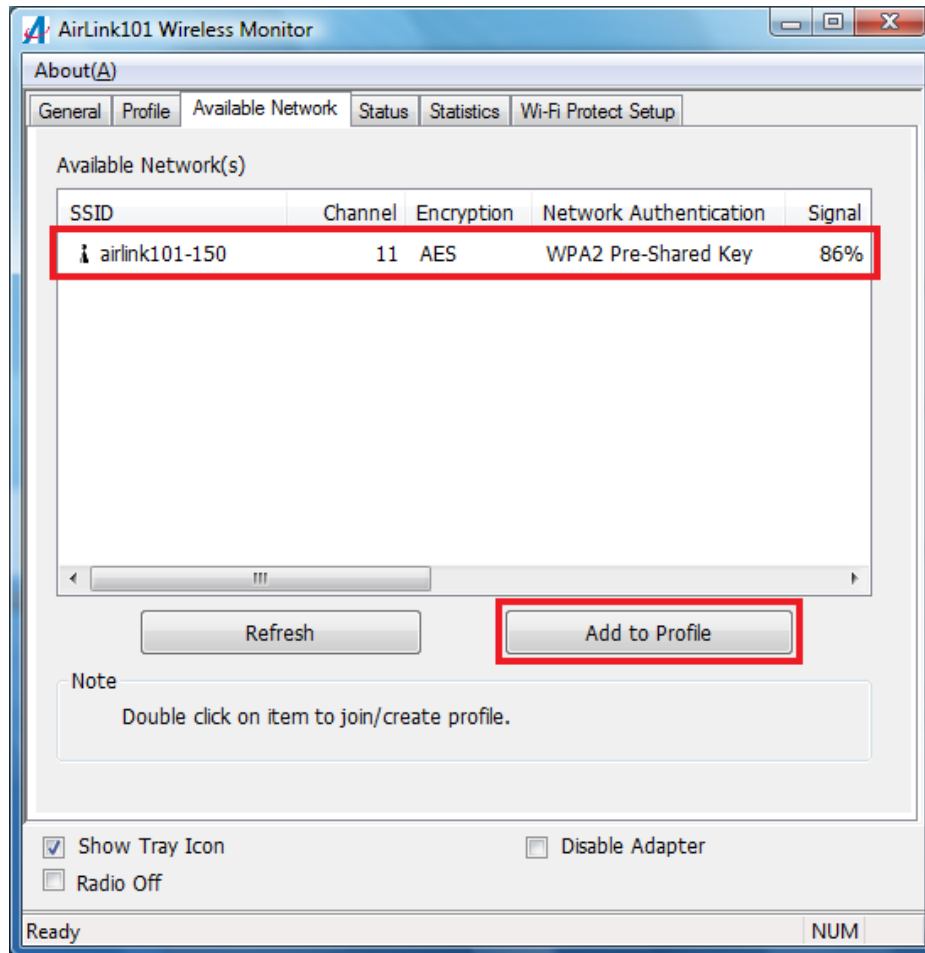 AirLink101 Wireless Monitor
About(A)
General Profile Available Network Status Statistics Wi-Fi Protect Setup
Available Network(s)
SSID Channel Encryption Network Authentication Signal
airlink101-150 11 AES WPA2 Pre-Shared Key 86%
Refresh Add to Profile
Note
Double click on item to join/create profile.
Show Tray Icon Disable Adapter
Radio Off
Ready NUM